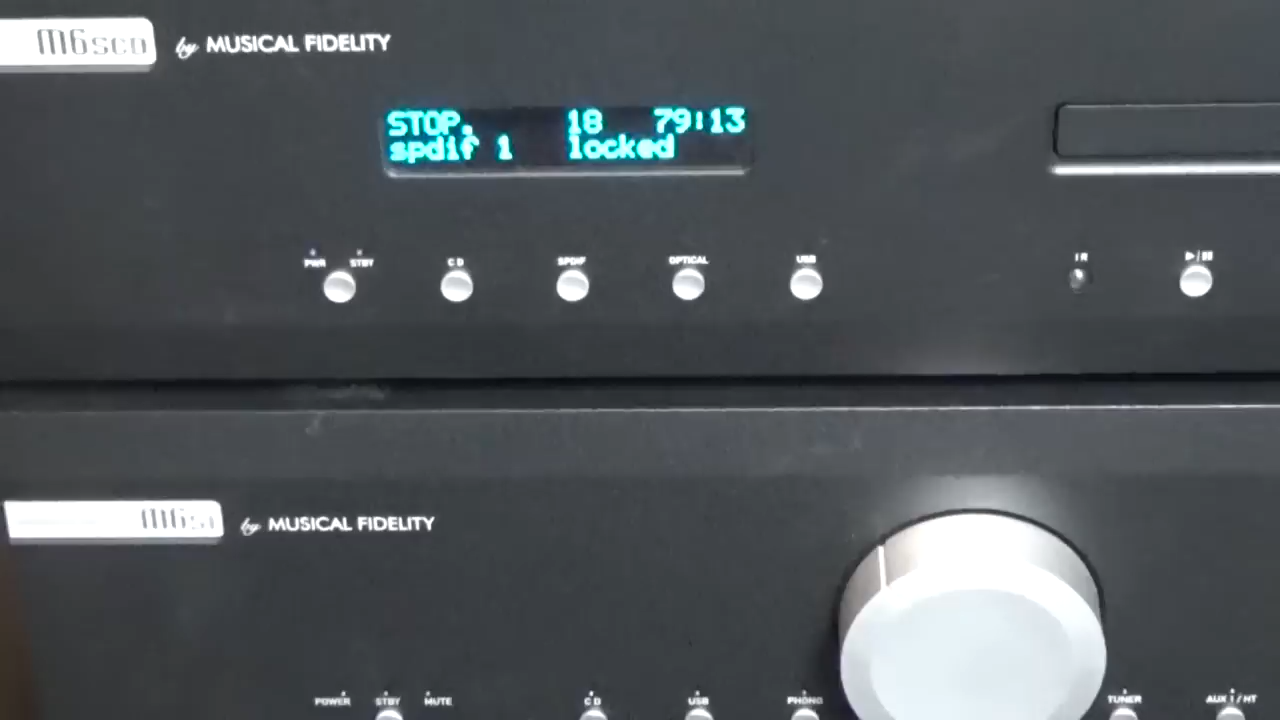 M6scd by MUSICAL FIDELITY
STOP. 18 79:13
spdif 1 locked
PWR STBY CD SPDIF OPTICAL USB IR ▷/II
M6si by MUSICAL FIDELITY
POWER STBY MUTE CD USB PHONO TUNER AUX 1/HT